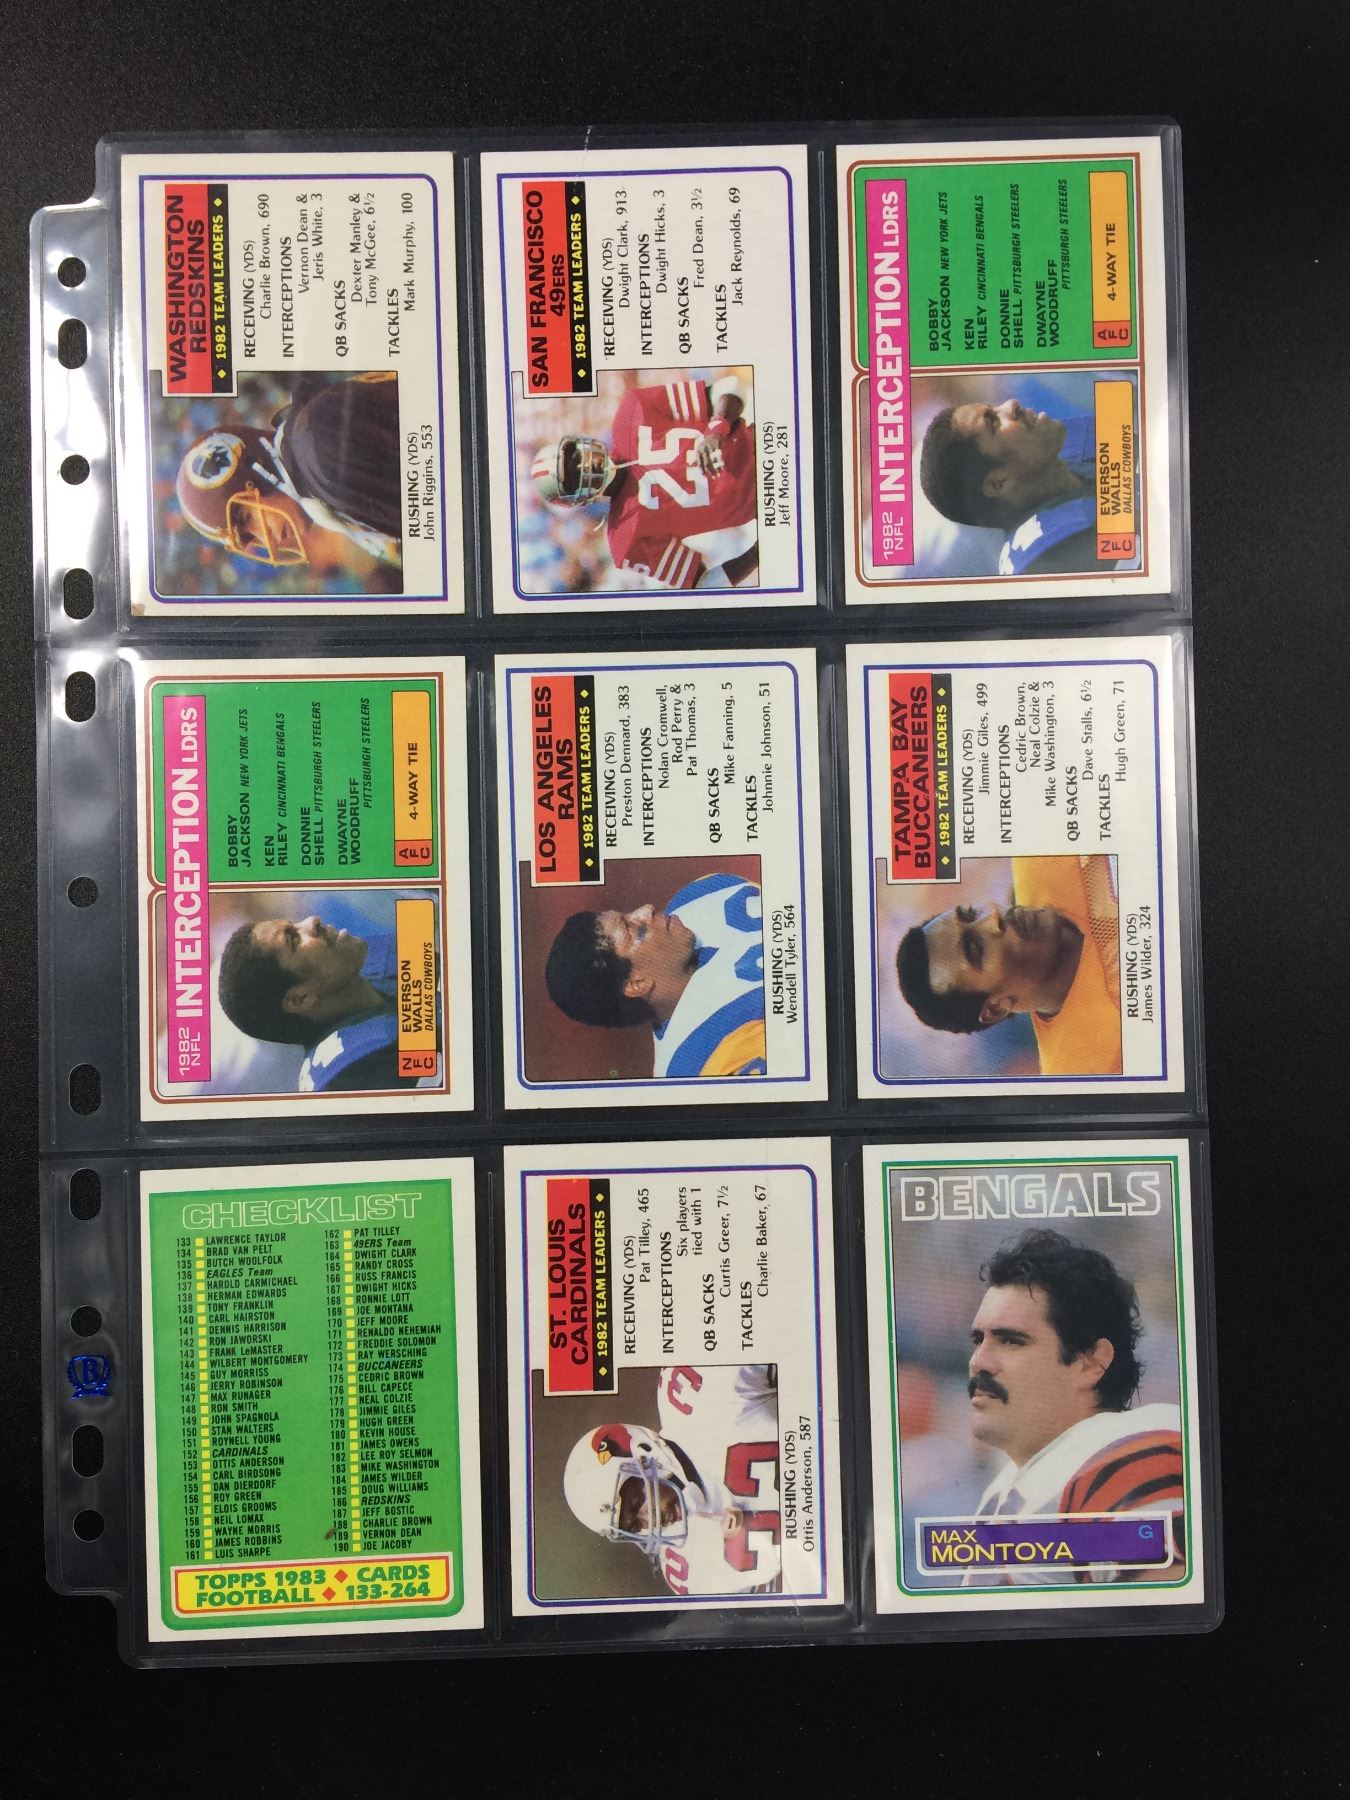 WASHINGTON
REDSKINS
◆ 1982 TEAM LEADERS ◆
RECEIVING (YDS)
Charlie Brown, 690
INTERCEPTIONS
Vernon Dean &
Jeris White, 3
QB SACKS
Dexter Manley &
Tony McGee, 6½
TACKLES
Mark Murphy, 100
RUSHING (YDS)
John Riggins, 553
SAN FRANCISCO
49ERS
◆ 1982 TEAM LEADERS ◆
RECEIVING (YDS)
Dwight Clark, 913
INTERCEPTIONS
Dwight Hicks, 3
QB SACKS
Fred Dean, 3½
TACKLES
Jack Reynolds, 69
RUSHING (YDS)
Jeff Moore, 281
25
25
1982
NFL INTERCEPTION LDRS
BOBBY
JACKSON NEW YORK JETS
KEN
RILEY CINCINNATI BENGALS
DONNIE
SHELL PITTSBURGH STEELERS
DWAYNE
WOODRUFF
PITTSBURGH STEELERS
AFC 4-WAY TIE
NFC EVERSON
WALLS
DALLAS COWBOYS
1982
NFL INTERCEPTION LDRS
BOBBY
JACKSON NEW YORK JETS
KEN
RILEY CINCINNATI BENGALS
DONNIE
SHELL PITTSBURGH STEELERS
DWAYNE
WOODRUFF
PITTSBURGH STEELERS
AFC 4-WAY TIE
NFC EVERSON
WALLS
DALLAS COWBOYS
LOS ANGELES
RAMS
◆ 1982 TEAM LEADERS ◆
RECEIVING (YDS)
Preston Dennard, 383
INTERCEPTIONS
Nolan Cromwell,
Rod Perry &
Pat Thomas, 3
QB SACKS
Mike Fanning, 5
TACKLES
Johnnie Johnson, 51
RUSHING (YDS)
Wendell Tyler, 564
TAMPA BAY
BUCCANEERS
◆ 1982 TEAM LEADERS ◆
RECEIVING (YDS)
Jimmie Giles, 499
INTERCEPTIONS
Cedric Brown,
Neal Colzie &
Mike Washington, 3
QB SACKS
Dave Stalls, 6½
TACKLES
Hugh Green, 71
RUSHING (YDS)
James Wilder, 324
CHECKLIST
133 LAWRENCE TAYLOR
134 BRAD VAN PELT
135 BUTCH WOOLFOLK
136 EAGLES Team
137 HAROLD CARMICHAEL
138 HERMAN EDWARDS
139 TONY FRANKLIN
140 CARL HAIRSTON
141 DENNIS HARRISON
142 RON JAWORSKI
143 FRANK LeMASTER
144 WILBERT MONTGOMERY
145 GUY MORRISS
146 JERRY ROBINSON
147 MAX RUNAGER
148 RON SMITH
149 JOHN SPAGNOLA
150 STAN WALTERS
151 ROYNELL YOUNG
152 CARDINALS
153 OTTIS ANDERSON
154 CARL BIRDSONG
155 DAN DIERDORF
156 ROY GREEN
157 ELOIS GROOMS
158 NEIL LOMAX
159 WAYNE MORRIS
160 JAMES ROBBINS
161 LUIS SHARPE
162 PAT TILLEY
163 49ERS Team
164 DWIGHT CLARK
165 RANDY CROSS
166 RUSS FRANCIS
167 DWIGHT HICKS
168 RONNIE LOTT
169 JOE MONTANA
170 JEFF MOORE
171 RENALDO NEHEMIAH
172 FREDDIE SOLOMON
173 RAY WERSCHING
174 BUCCANEERS
175 CEDRIC BROWN
176 BILL CAPECE
177 NEAL COLZIE
178 JIMMIE GILES
179 HUGH GREEN
180 KEVIN HOUSE
181 JAMES OWENS
182 LEE ROY SELMON
183 MIKE WASHINGTON
184 JAMES WILDER
185 DOUG WILLIAMS
186 REDSKINS
187 JEFF BOSTIC
188 CHARLIE BROWN
189 VERNON DEAN
190 JOE JACOBY
TOPPS 1983 ◆ CARDS
FOOTBALL ◆ 133-264
ST. LOUIS
CARDINALS
◆ 1982 TEAM LEADERS ◆
RECEIVING (YDS)
Pat Tilley, 465
INTERCEPTIONS
Six players
tied with 1
QB SACKS
Curtis Greer, 7½
TACKLES
Charlie Baker, 67
RUSHING (YDS)
Ottis Anderson, 587
BENGALS
MAX
MONTOYA
G
B